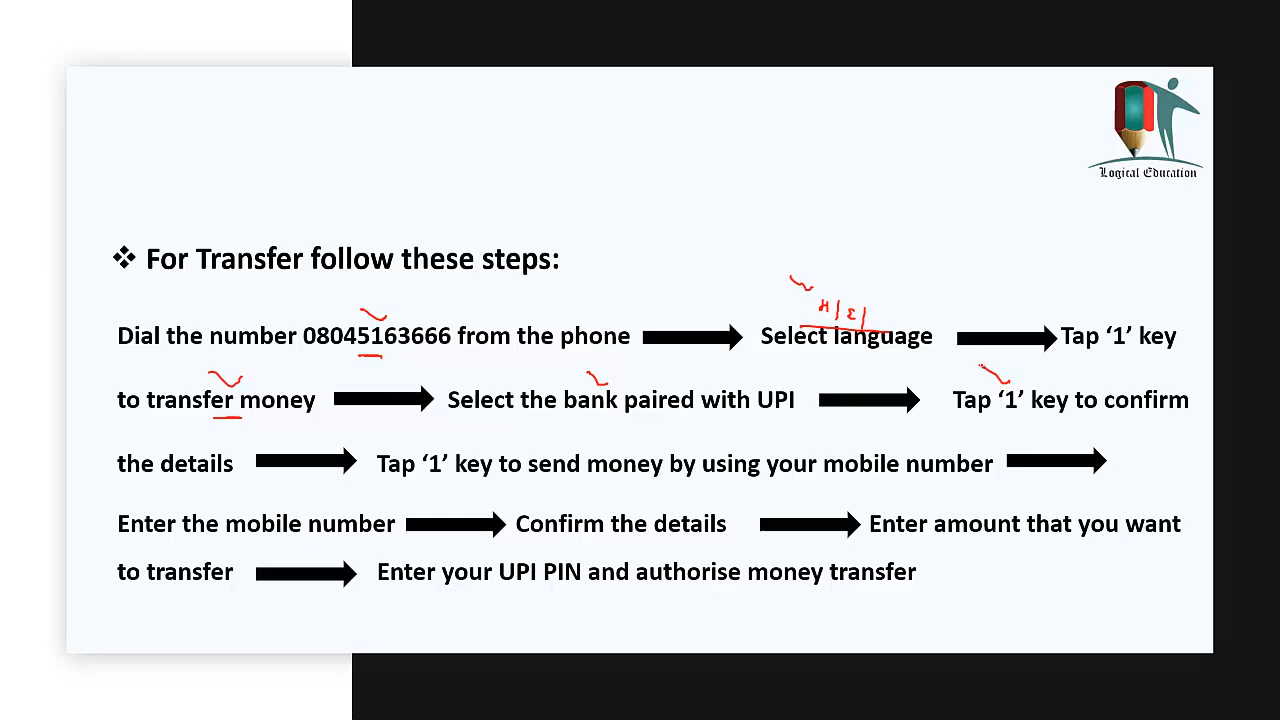 Logical Education
❖ For Transfer follow these steps:
H|E|
Dial the number 08045163666 from the phone → Select language → Tap ‘1’ key
to transfer money → Select the bank paired with UPI → Tap ‘1’ key to confirm
the details → Tap ‘1’ key to send money by using your mobile number →
Enter the mobile number → Confirm the details → Enter amount that you want
to transfer → Enter your UPI PIN and authorise money transfer